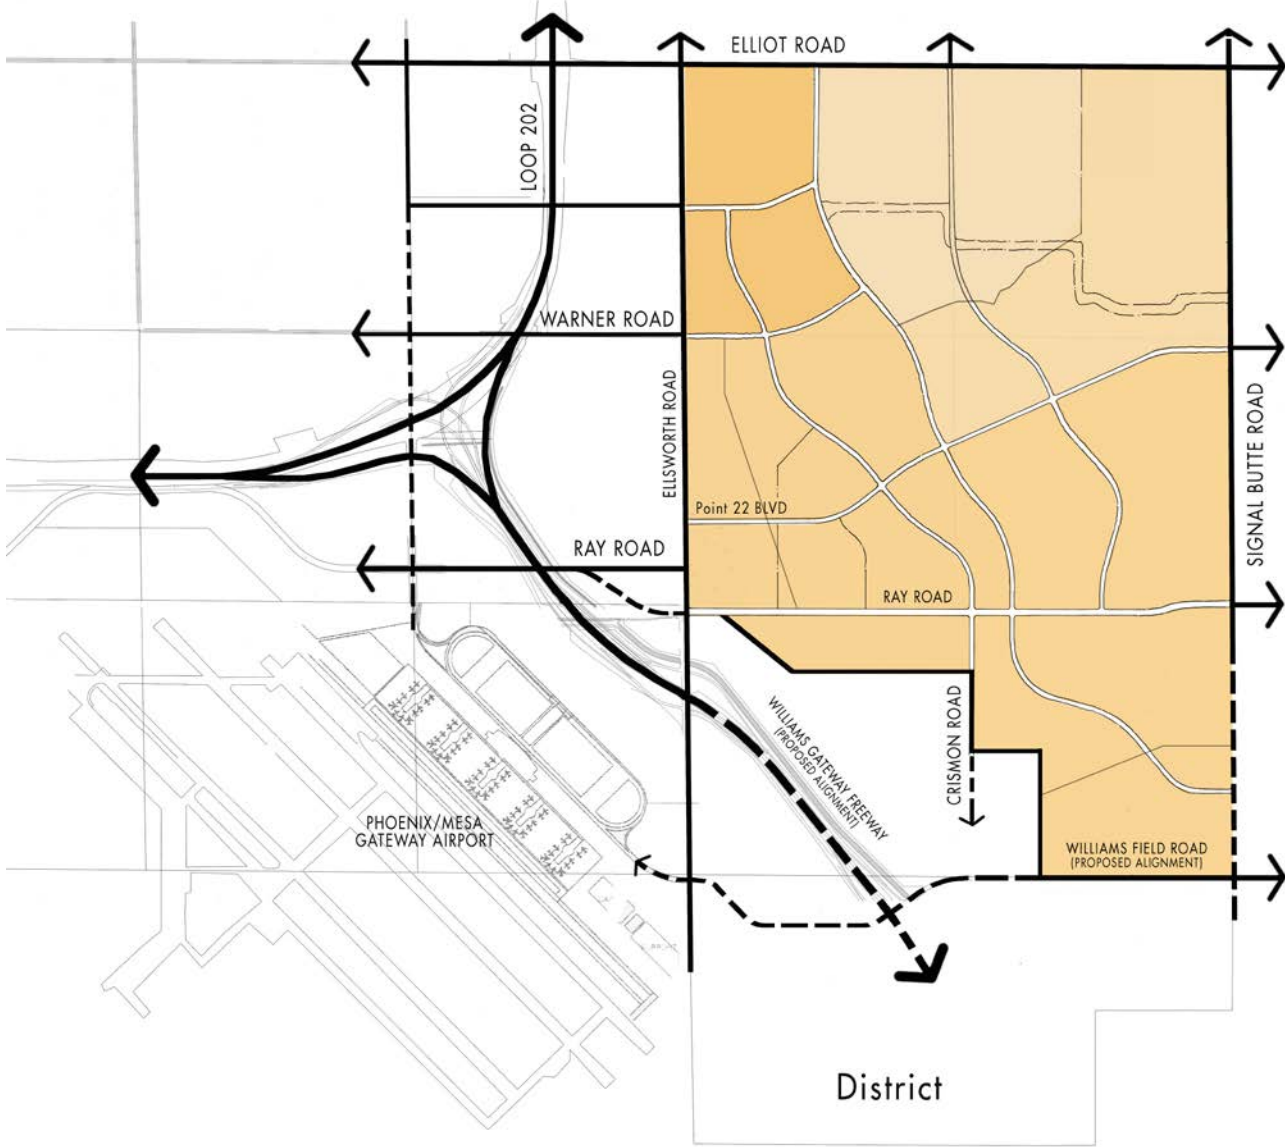 ELLIOT ROAD
LOOP 202
WARNER ROAD
ELLSWORTH ROAD
SIGNAL BUTTE ROAD
Point 22 BLVD
RAY ROAD
RAY ROAD
WILLIAMS GATEWAY FREEWAY
(PROPOSED ALIGNMENT)
CRISMON ROAD
PHOENIX/MESA
GATEWAY AIRPORT
WILLIAMS FIELD ROAD
(PROPOSED ALIGNMENT)
District